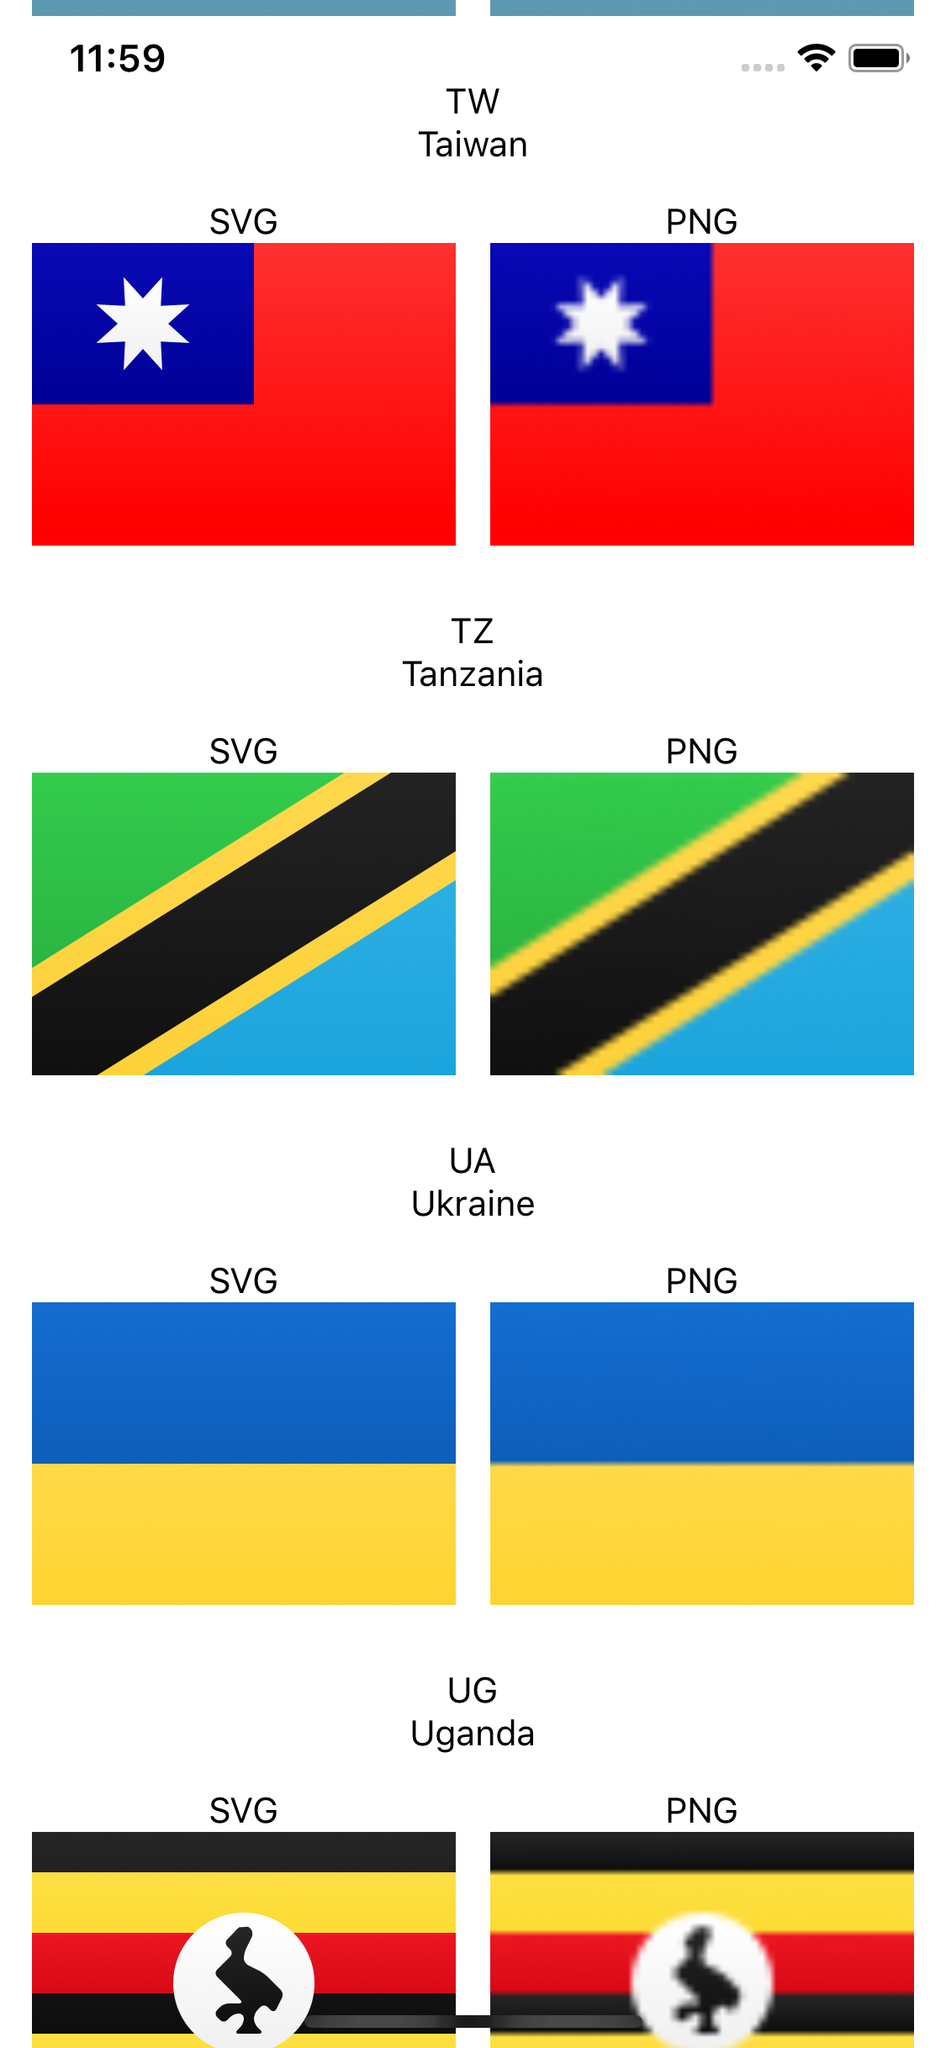 11:59
TW
Taiwan
SVG PNG
TZ
Tanzania
SVG PNG
UA
Ukraine
SVG PNG
UG
Uganda
SVG PNG